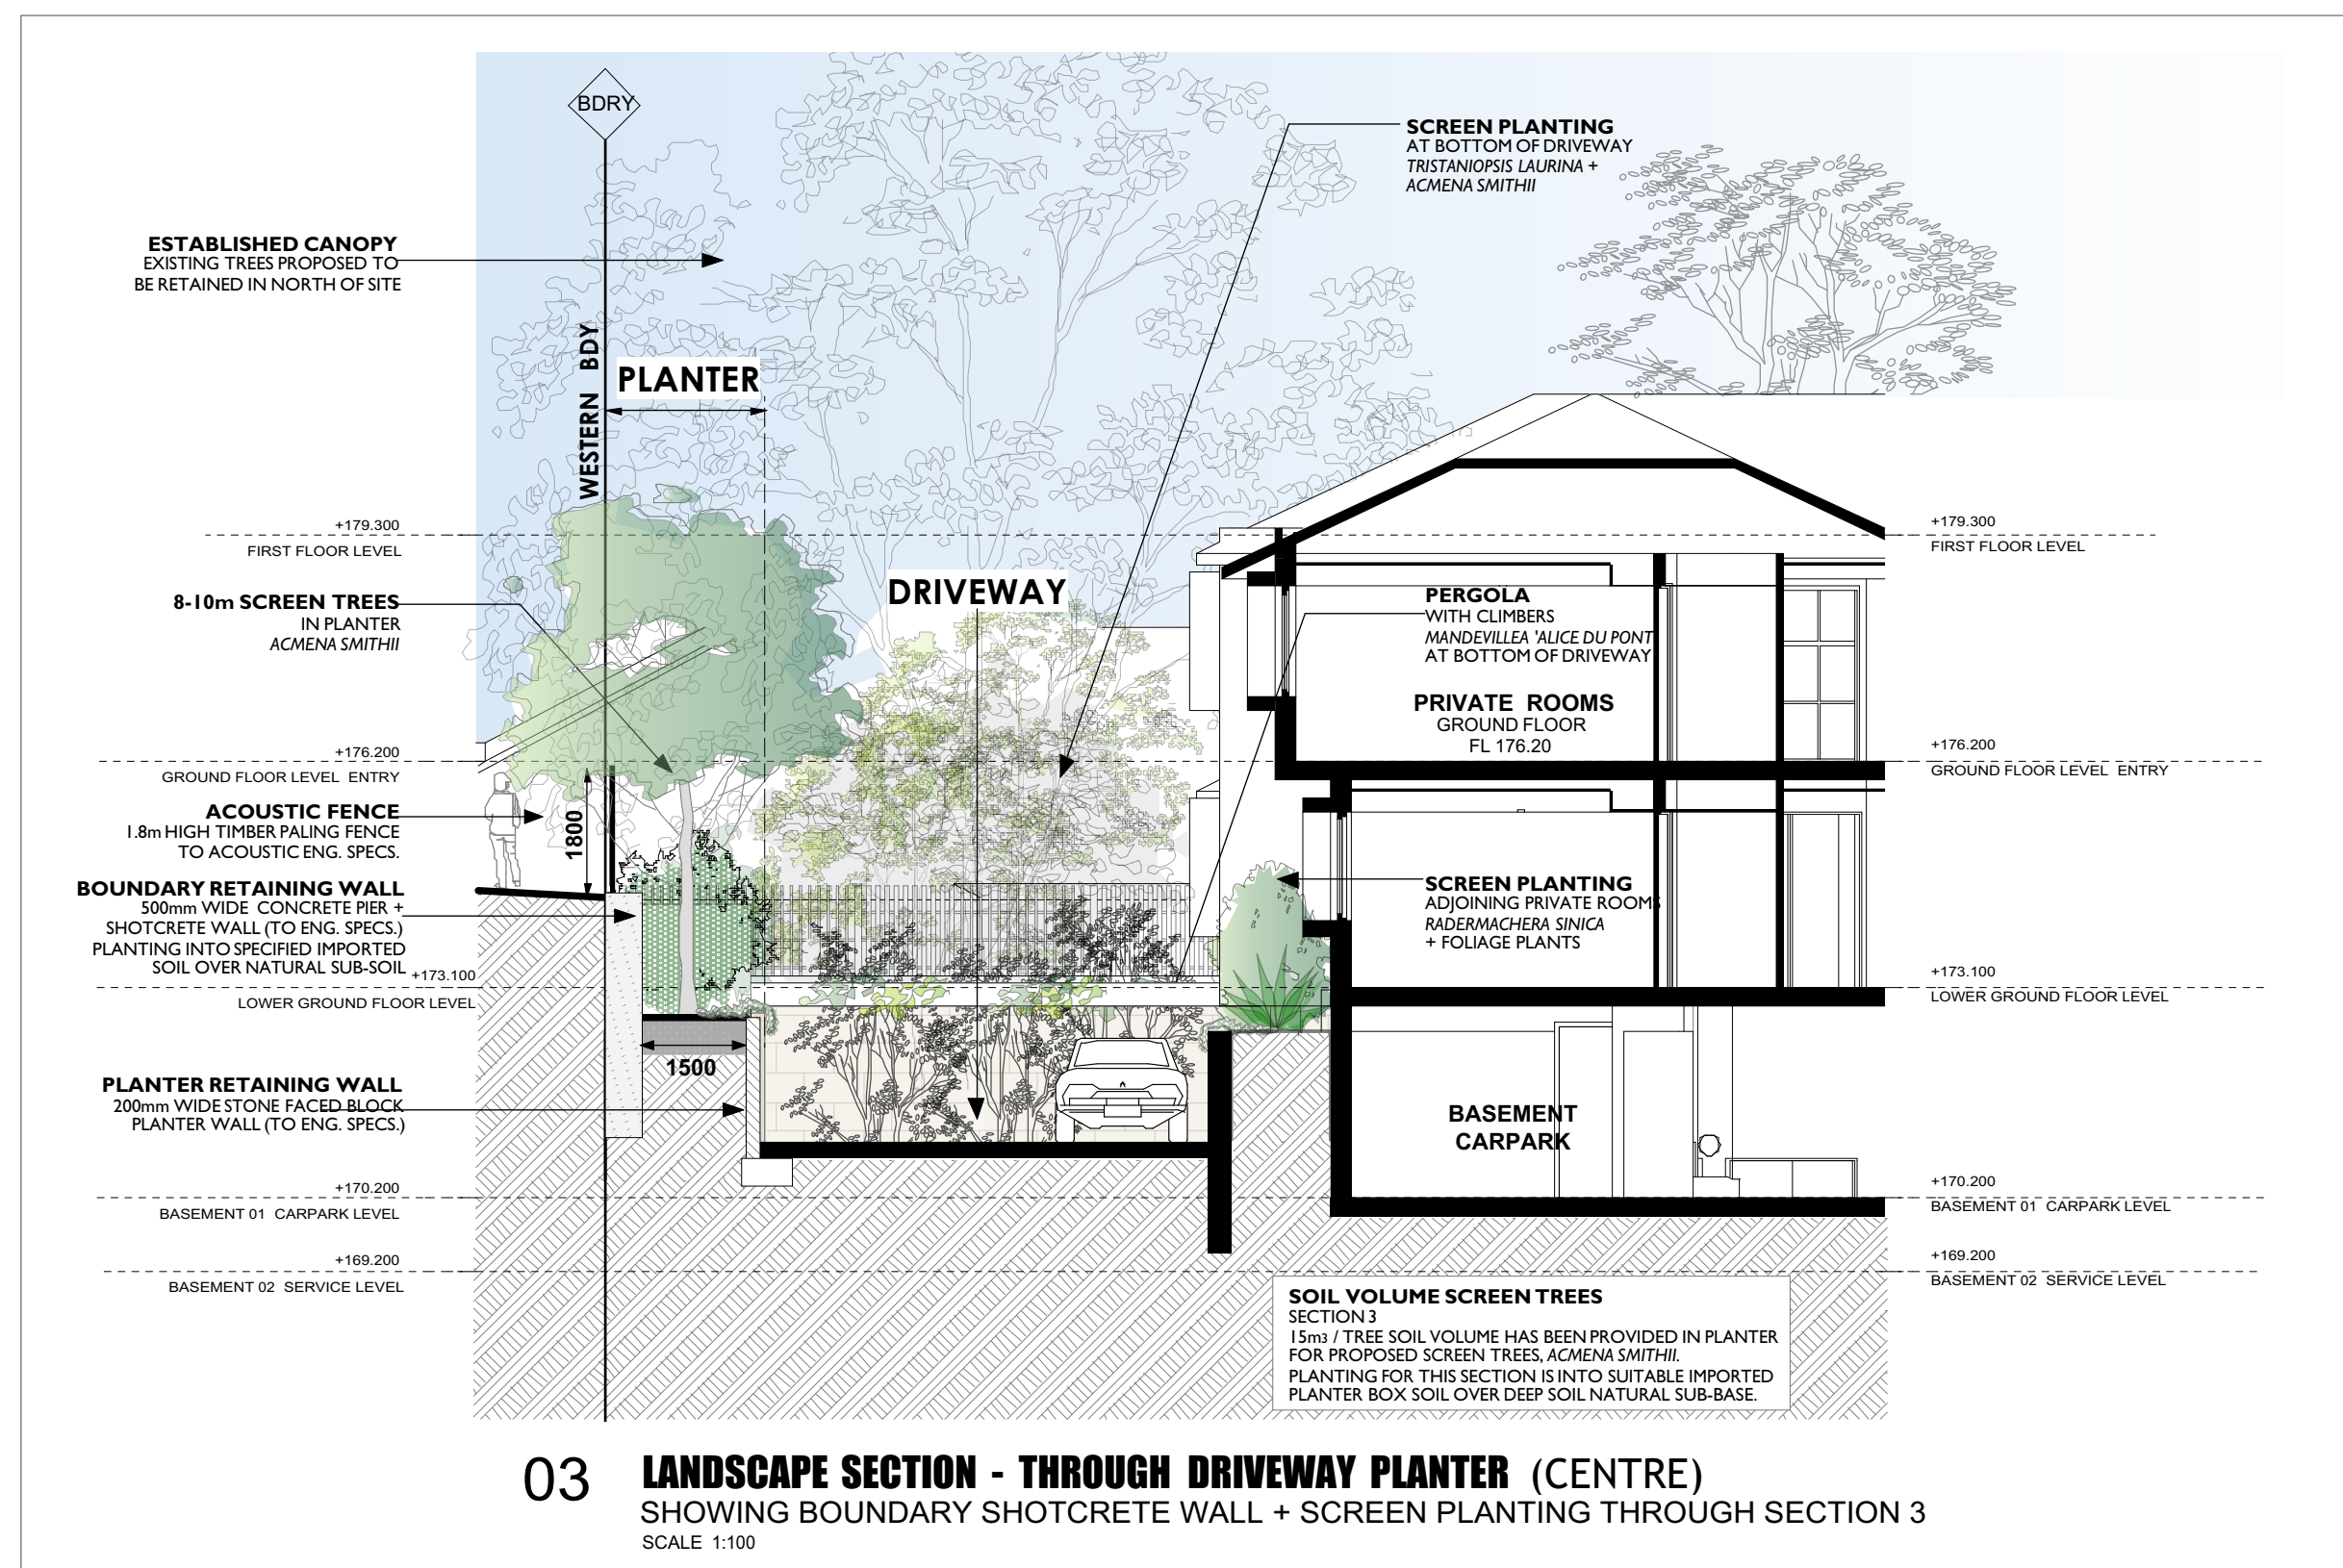 BDRY
SCREEN PLANTING
AT BOTTOM OF DRIVEWAY
TRISTANIOPSIS LAURINA +
ACMENA SMITHII
ESTABLISHED CANOPY
EXISTING TREES PROPOSED TO
BE RETAINED IN NORTH OF SITE
WESTERN BDY
PLANTER
+179.300
FIRST FLOOR LEVEL
+179.300
FIRST FLOOR LEVEL
8-10m SCREEN TREES
IN PLANTER
ACMENA SMITHII
DRIVEWAY
PERGOLA
WITH CLIMBERS
MANDEVILLEA 'ALICE DU PONT
AT BOTTOM OF DRIVEWAY
PRIVATE ROOMS
GROUND FLOOR
FL 176.20
+176.200
GROUND FLOOR LEVEL ENTRY
+176.200
GROUND FLOOR LEVEL ENTRY
ACOUSTIC FENCE
1.8m HIGH TIMBER PALING FENCE
TO ACOUSTIC ENG. SPECS.
1800
BOUNDARY RETAINING WALL
500mm WIDE CONCRETE PIER +
SHOTCRETE WALL (TO ENG. SPECS.)
PLANTING INTO SPECIFIED IMPORTED
SOIL OVER NATURAL SUB-SOIL
SCREEN PLANTING
ADJOINING PRIVATE ROOMS
RADERMACHERA SINICA
+ FOLIAGE PLANTS
+173.100
LOWER GROUND FLOOR LEVEL
+173.100
LOWER GROUND FLOOR LEVEL
1500
PLANTER RETAINING WALL
200mm WIDE STONE FACED BLOCK
PLANTER WALL (TO ENG. SPECS.)
BASEMENT
CARPARK
+170.200
BASEMENT 01 CARPARK LEVEL
+170.200
BASEMENT 01 CARPARK LEVEL
+169.200
BASEMENT 02 SERVICE LEVEL
+169.200
BASEMENT 02 SERVICE LEVEL
SOIL VOLUME SCREEN TREES
SECTION 3
15m3 / TREE SOIL VOLUME HAS BEEN PROVIDED IN PLANTER
FOR PROPOSED SCREEN TREES, ACMENA SMITHII.
PLANTING FOR THIS SECTION IS INTO SUITABLE IMPORTED
PLANTER BOX SOIL OVER DEEP SOIL NATURAL SUB-BASE.
03 LANDSCAPE SECTION - THROUGH DRIVEWAY PLANTER (CENTRE)
SHOWING BOUNDARY SHOTCRETE WALL + SCREEN PLANTING THROUGH SECTION 3
SCALE 1:100